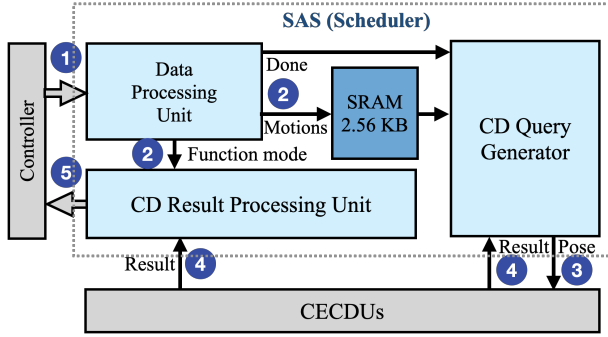 SAS (Scheduler)
1
Controller
Data
Processing
Unit
Done
2
Motions
SRAM
2.56 KB
CD Query
Generator
2
Function mode
5
CD Result Processing Unit
Result
4
Result
Pose
4
3
CECDUs